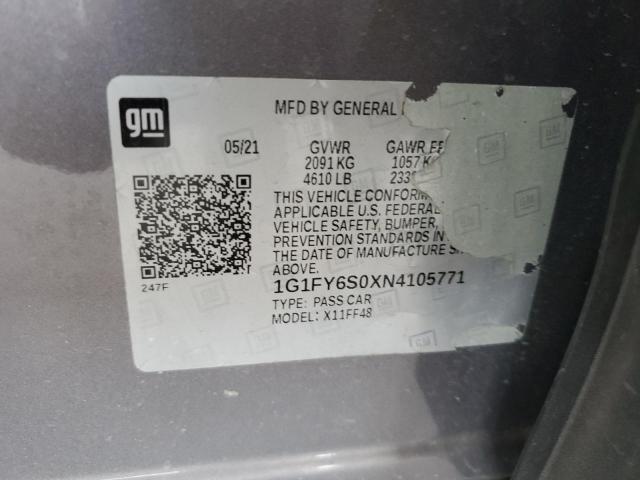 gm
MFD BY GENERAL
05/21 GVWR GAWR
2091 KG 1057
4610 LB
THIS VEHICLE CONFORM
APPLICABLE U.S. FEDERAL
VEHICLE SAFETY, BUMPER,
PREVENTION STANDARDS IN
THE DATE OF MANUFACTURE
ABOVE.
247F
1G1FY6S0XN4105771
TYPE: PASS CAR
MODEL: X11FF48